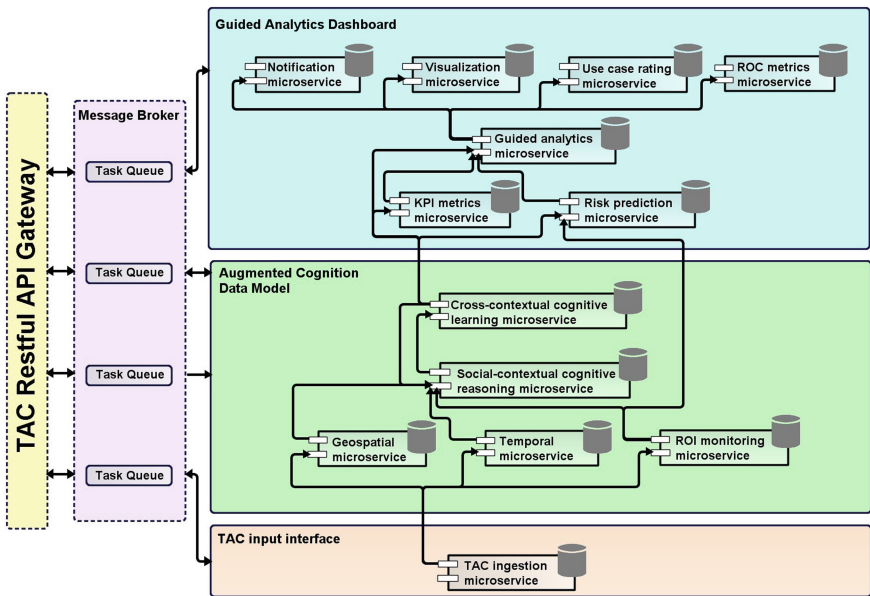 TAC Restful API Gateway
Message Broker
Task Queue
Task Queue
Task Queue
Task Queue
Guided Analytics Dashboard
Notification
microservice
Visualization
microservice
Use case rating
microservice
ROC metrics
microservice
Guided analytics
microservice
KPI metrics
microservice
Risk prediction
microservice
Augmented Cognition
Data Model
Cross-contextual cognitive
learning microservice
Social-contextual cognitive
reasoning microservice
Geospatial
microservice
Temporal
microservice
ROI monitoring
microservice
TAC input interface
TAC ingestion
microservice